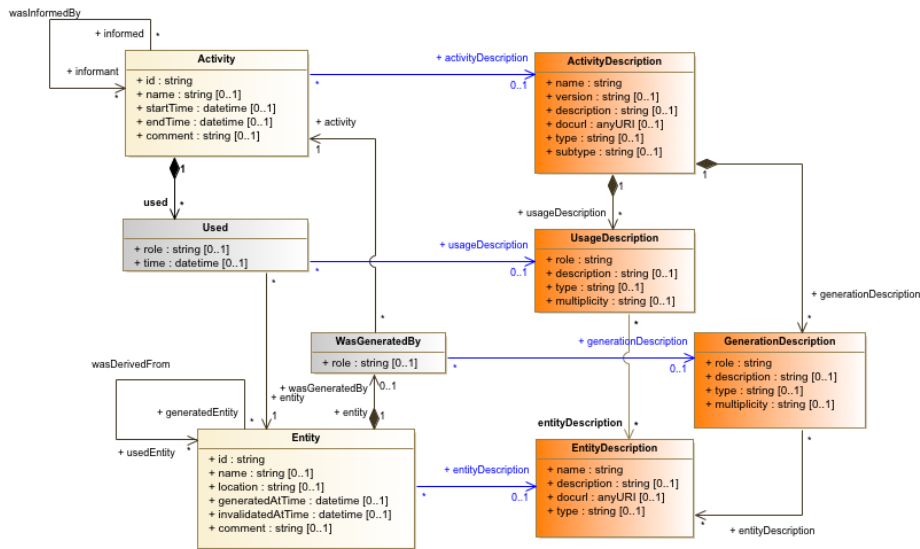 wasInformedBy
+ informed
*
+ informant
*
Activity
+ id : string
+ name : string [0..1]
+ startTime : datetime [0..1]
+ endTime : datetime [0..1]
+ comment : string [0..1]
+ activityDescription
*
0..1
ActivityDescription
+ name : string
+ version : string [0..1]
+ description : string [0..1]
+ docurl : anyURI [0..1]
+ type : string [0..1]
+ subtype : string [0..1]
+ activity
1
1
used
*
1
+ usageDescription
*
1
Used
+ role : string [0..1]
+ time : datetime [0..1]
+ usageDescription
*
0..1
UsageDescription
+ role : string
+ description : string [0..1]
+ type : string [0..1]
+ multiplicity : string [0..1]
+ generationDescription
*
*
*
*
WasGeneratedBy
+ role : string [0..1]
+ generationDescription
*
0..1
GenerationDescription
+ role : string
+ description : string [0..1]
+ type : string [0..1]
+ multiplicity : string [0..1]
wasDerivedFrom
+ generatedEntity
*
+ usedEntity
*
+ wasGeneratedBy
0..1
+ entity
1
+ entity
1
entityDescription
*
*
Entity
+ id : string
+ name : string [0..1]
+ location : string [0..1]
+ generatedAtTime : datetime [0..1]
+ invalidatedAtTime : datetime [0..1]
+ comment : string [0..1]
+ entityDescription
*
0..1
EntityDescription
+ name : string
+ description : string [0..1]
+ docurl : anyURI [0..1]
+ type : string [0..1]
*
+ entityDescription